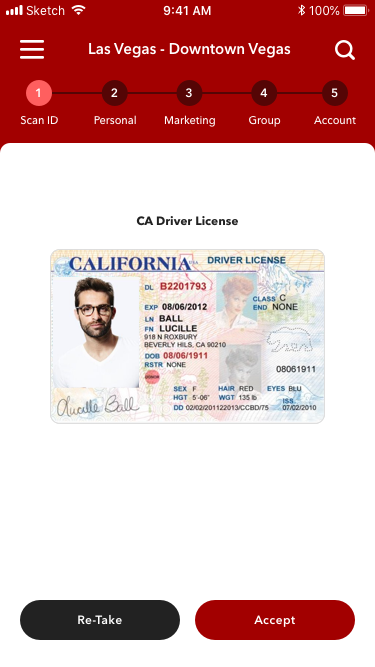 Sketch 9:41 AM 100%
Las Vegas - Downtown Vegas
1 2 3 4 5
Scan ID Personal Marketing Group Account
CA Driver License
CALIFORNIA USA DRIVER LICENSE
DL B2201793
EXP 08/06/2012 CLASS C
END NONE
LN BALL
FN LUCILLE
918 N ROXBURY
BEVERLY HILS, CA 90210
DOB 08/06/1911
RSTR NONE
08061911
DONOR
SEX F HAIR RED EYES BLU
HGT 5'-06" WGT 135 lb ISS.
DD 02/02/201122013/CCBD/75 07/02/2010
Lucille Ball
Re-Take Accept